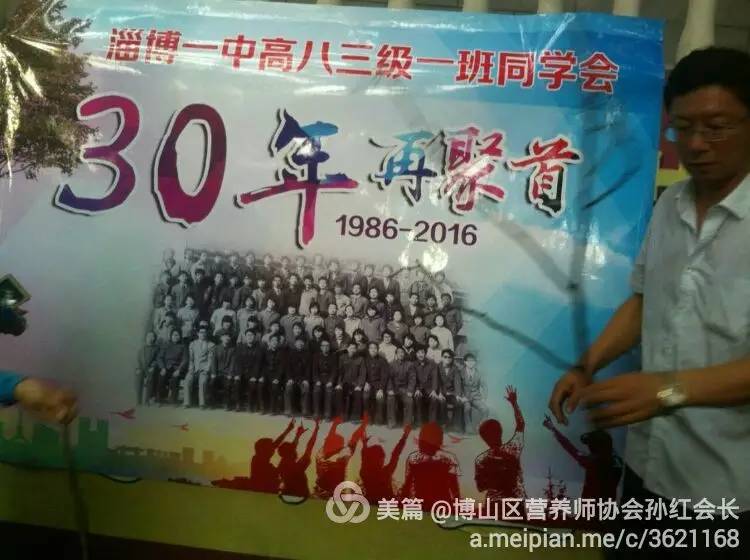 淄博一中高八三级一班同学会
30年再聚首
1986-2016
美篇 @博山区营养师协会孙红会长
a.meipian.me/c/3621168